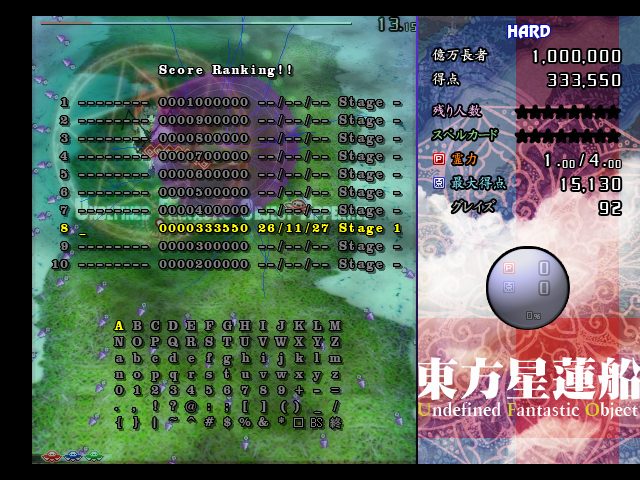 13.15
Score Ranking!!
1 -------- 0001000000 --/--/-- Stage -
2 -------- 0000900000 --/--/-- Stage -
3 -------- 0000800000 --/--/-- Stage -
4 -------- 0000700000 --/--/-- Stage -
5 -------- 0000600000 --/--/-- Stage -
6 -------- 0000500000 --/--/-- Stage -
7 -------- 0000400000 --/--/-- Stage -
8 _ 0000333550 26/11/27 Stage 1
9 -------- 0000300000 --/--/-- Stage -
10 -------- 0000200000 --/--/-- Stage -
A B C D E F G H I J K L M
N O P Q R S T U V W X Y Z
a b c d e f g h i j k l m
n o p q r s t u v w x y z
0 1 2 3 4 5 6 7 8 9 + - =
. , ! ? @ : ; [ ] ( ) _ /
{ } | ~ ^ # $ % & * □ BS 終
HARD
億万長者 1,000,000
得点 333,550
残り人数 ★★★★★★★★
スペルカード ★★★★★★★★
P 霊力 1.00/4.00
点 最大得点 15,130
グレイズ 92
P 0
点 0
0%
東方星蓮船
Undefined Fantastic Object